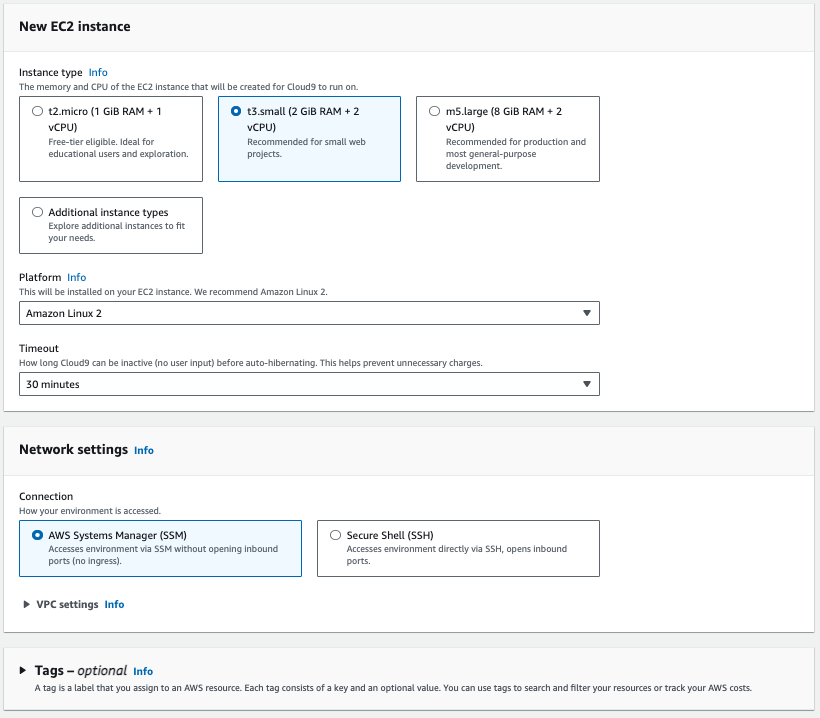 New EC2 instance
Instance type Info
The memory and CPU of the EC2 instance that will be created for Cloud9 to run on.
t2.micro (1 GiB RAM + 1
vCPU)
Free-tier eligible. Ideal for
educational users and exploration.
t3.small (2 GiB RAM + 2
vCPU)
Recommended for small web
projects.
m5.large (8 GiB RAM + 2
vCPU)
Recommended for production and
most general-purpose
development.
Additional instance types
Explore additional instances to fit
your needs.
Platform Info
This will be installed on your EC2 instance. We recommend Amazon Linux 2.
Amazon Linux 2
Timeout
How long Cloud9 can be inactive (no user input) before auto-hibernating. This helps prevent unnecessary charges.
30 minutes
Network settings Info
Connection
How your environment is accessed.
AWS Systems Manager (SSM)
Accesses environment via SSM without opening inbound
ports (no ingress).
Secure Shell (SSH)
Accesses environment directly via SSH, opens inbound
ports.
VPC settings Info
Tags – optional Info
A tag is a label that you assign to an AWS resource. Each tag consists of a key and an optional value. You can use tags to search and filter your resources or track your AWS costs.